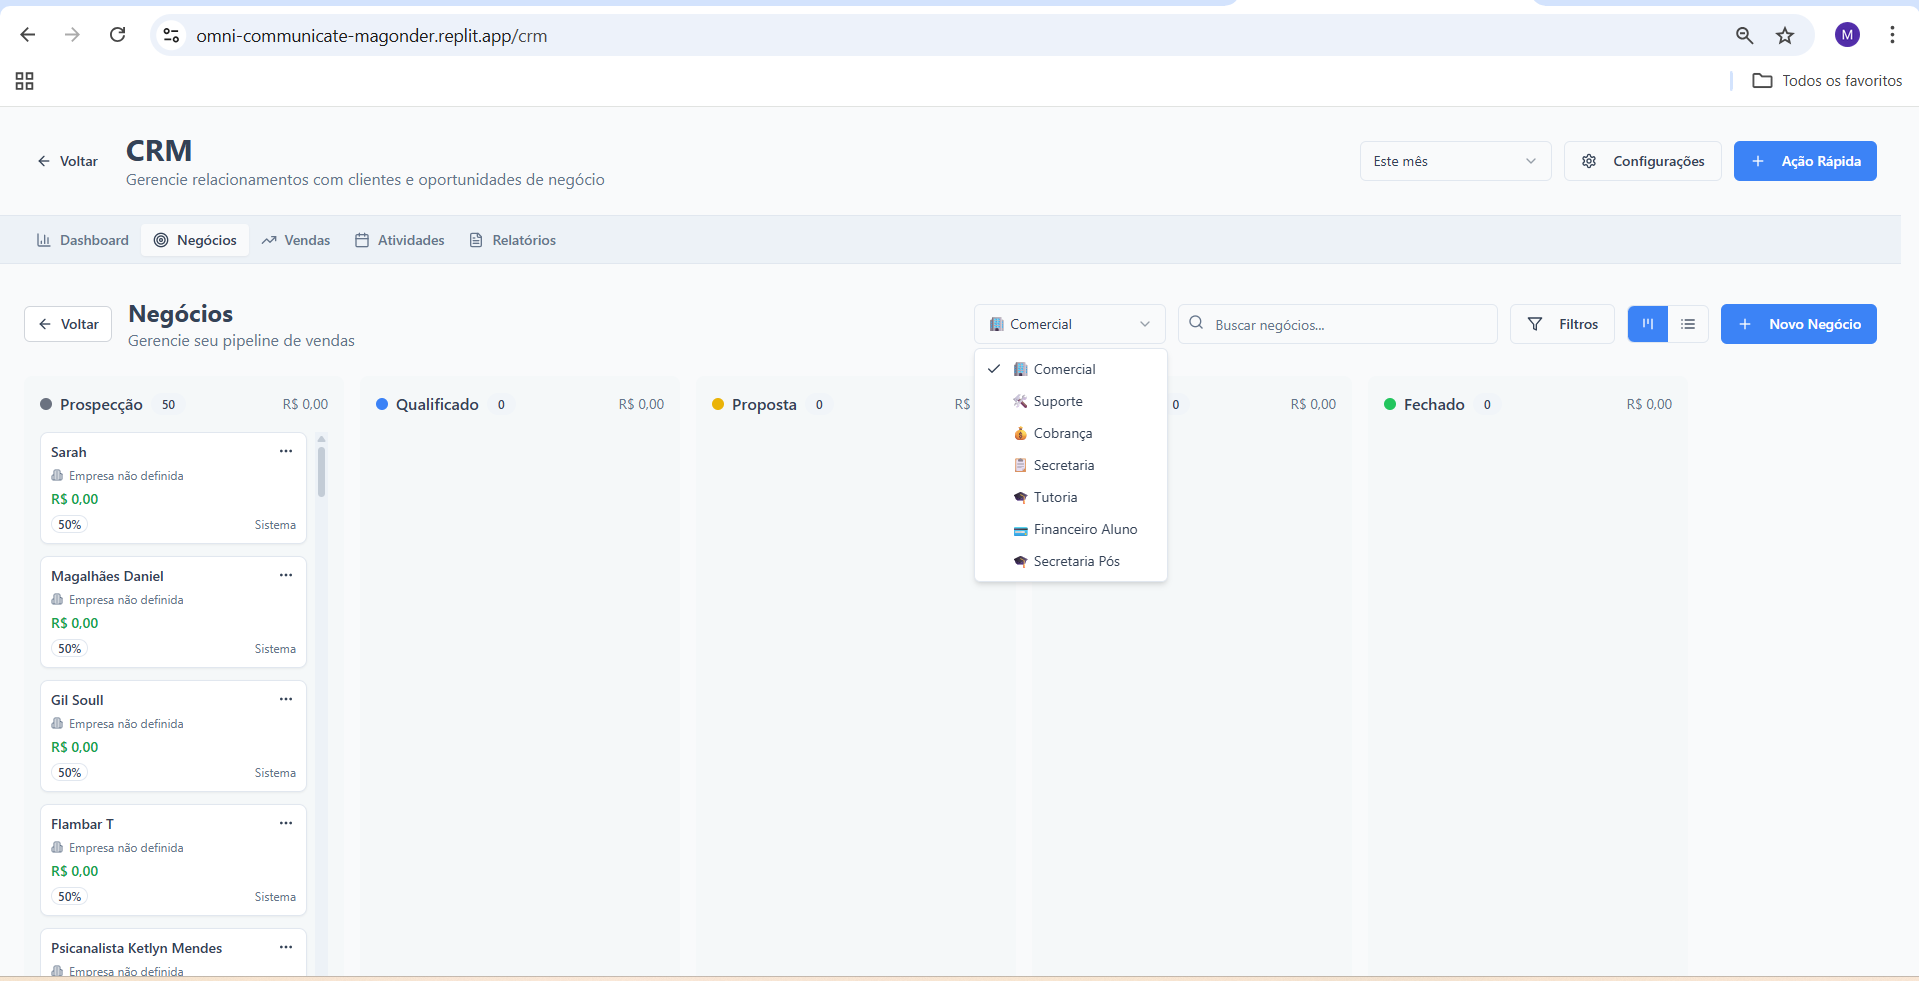 omni-communicate-magonder.replit.app/crm
M
Todos os favoritos
Voltar
CRM
Gerencie relacionamentos com clientes e oportunidades de negócio
Este mês
Configurações
Ação Rápida
Dashboard
Negócios
Vendas
Atividades
Relatórios
Voltar
Negócios
Gerencie seu pipeline de vendas
Comercial
Buscar negócios...
Filtros
Novo Negócio
Comercial
Suporte
Cobrança
Secretaria
Tutoria
Financeiro Aluno
Secretaria Pós
Prospecção 50 R$ 0,00
Qualificado 0 R$ 0,00
Proposta 0 R$
0 R$ 0,00
Fechado 0 R$ 0,00
Sarah
Empresa não definida
R$ 0,00
50% Sistema
Magalhães Daniel
Empresa não definida
R$ 0,00
50% Sistema
Gil Soull
Empresa não definida
R$ 0,00
50% Sistema
Flambar T
Empresa não definida
R$ 0,00
50% Sistema
Psicanalista Ketlyn Mendes
Empresa não definida